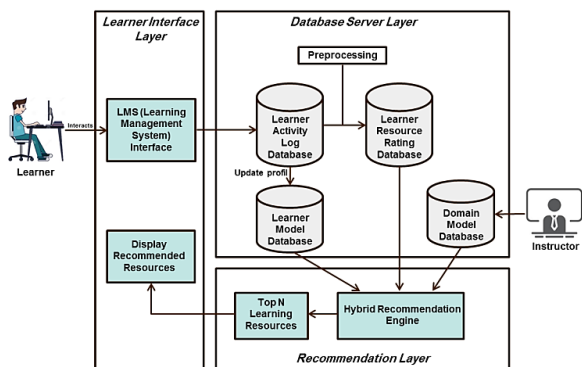 Learner Interface
Layer
Database Server Layer
Preprocessing
LMS (Learning
Management
System)
Interface
Interacts
Learner
Learner
Activity
Log
Database
Learner
Resource
Rating
Database
Update profil
Learner
Model
Database
Domain
Model
Database
Instructor
Display
Recommended
Resources
Top N
Learning
Resources
Hybrid Recommendation
Engine
Recommendation Layer